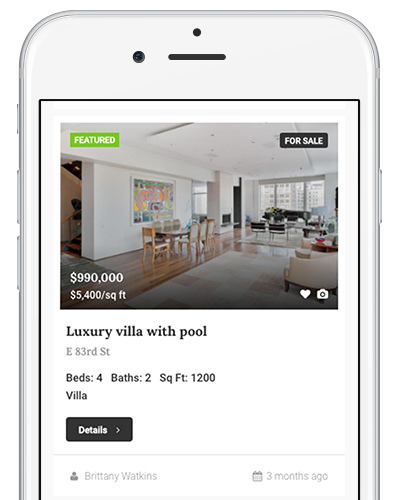 FEATURED
FOR SALE
$990,000
$5,400/sq ft
Luxury villa with pool
E 83rd St
Beds: 4 Baths: 2 Sq Ft: 1200
Villa
Details
Brittany Watkins
3 months ago